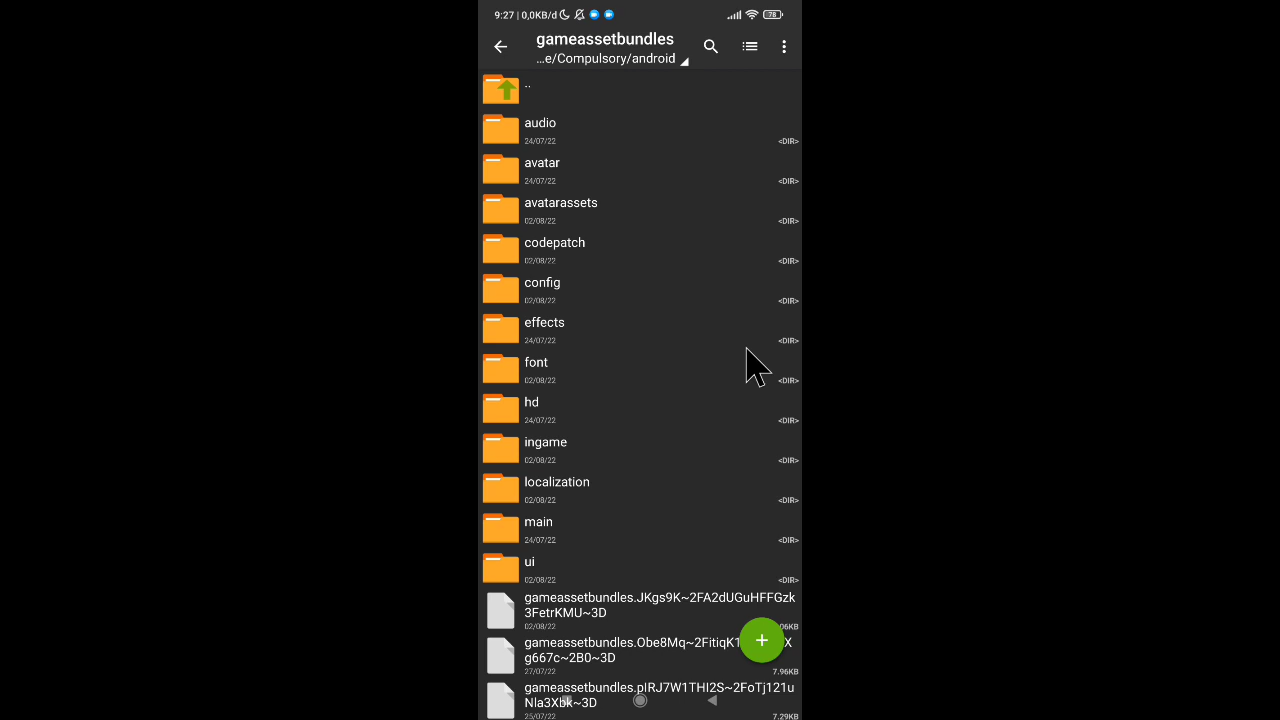 9:27 | 0,0KB/d
78
gameassetbundles
...e/Compulsory/android
..
audio
24/07/22 <DIR>
avatar
24/07/22 <DIR>
avatarassets
02/08/22 <DIR>
codepatch
02/08/22 <DIR>
config
02/08/22 <DIR>
effects
24/07/22 <DIR>
font
02/08/22 <DIR>
hd
24/07/22 <DIR>
ingame
02/08/22 <DIR>
localization
02/08/22 <DIR>
main
24/07/22 <DIR>
ui
02/08/22 <DIR>
gameassetbundles.JKgs9K~2FA2dUGuHFFGzk
3FetrKMU~3D
02/08/22
g667c~2B0~3D
27/07/22 7.96KB
gameassetbundles.pIRJ7W1THI2S~2FoTj121u
25/07/22 7.29KB